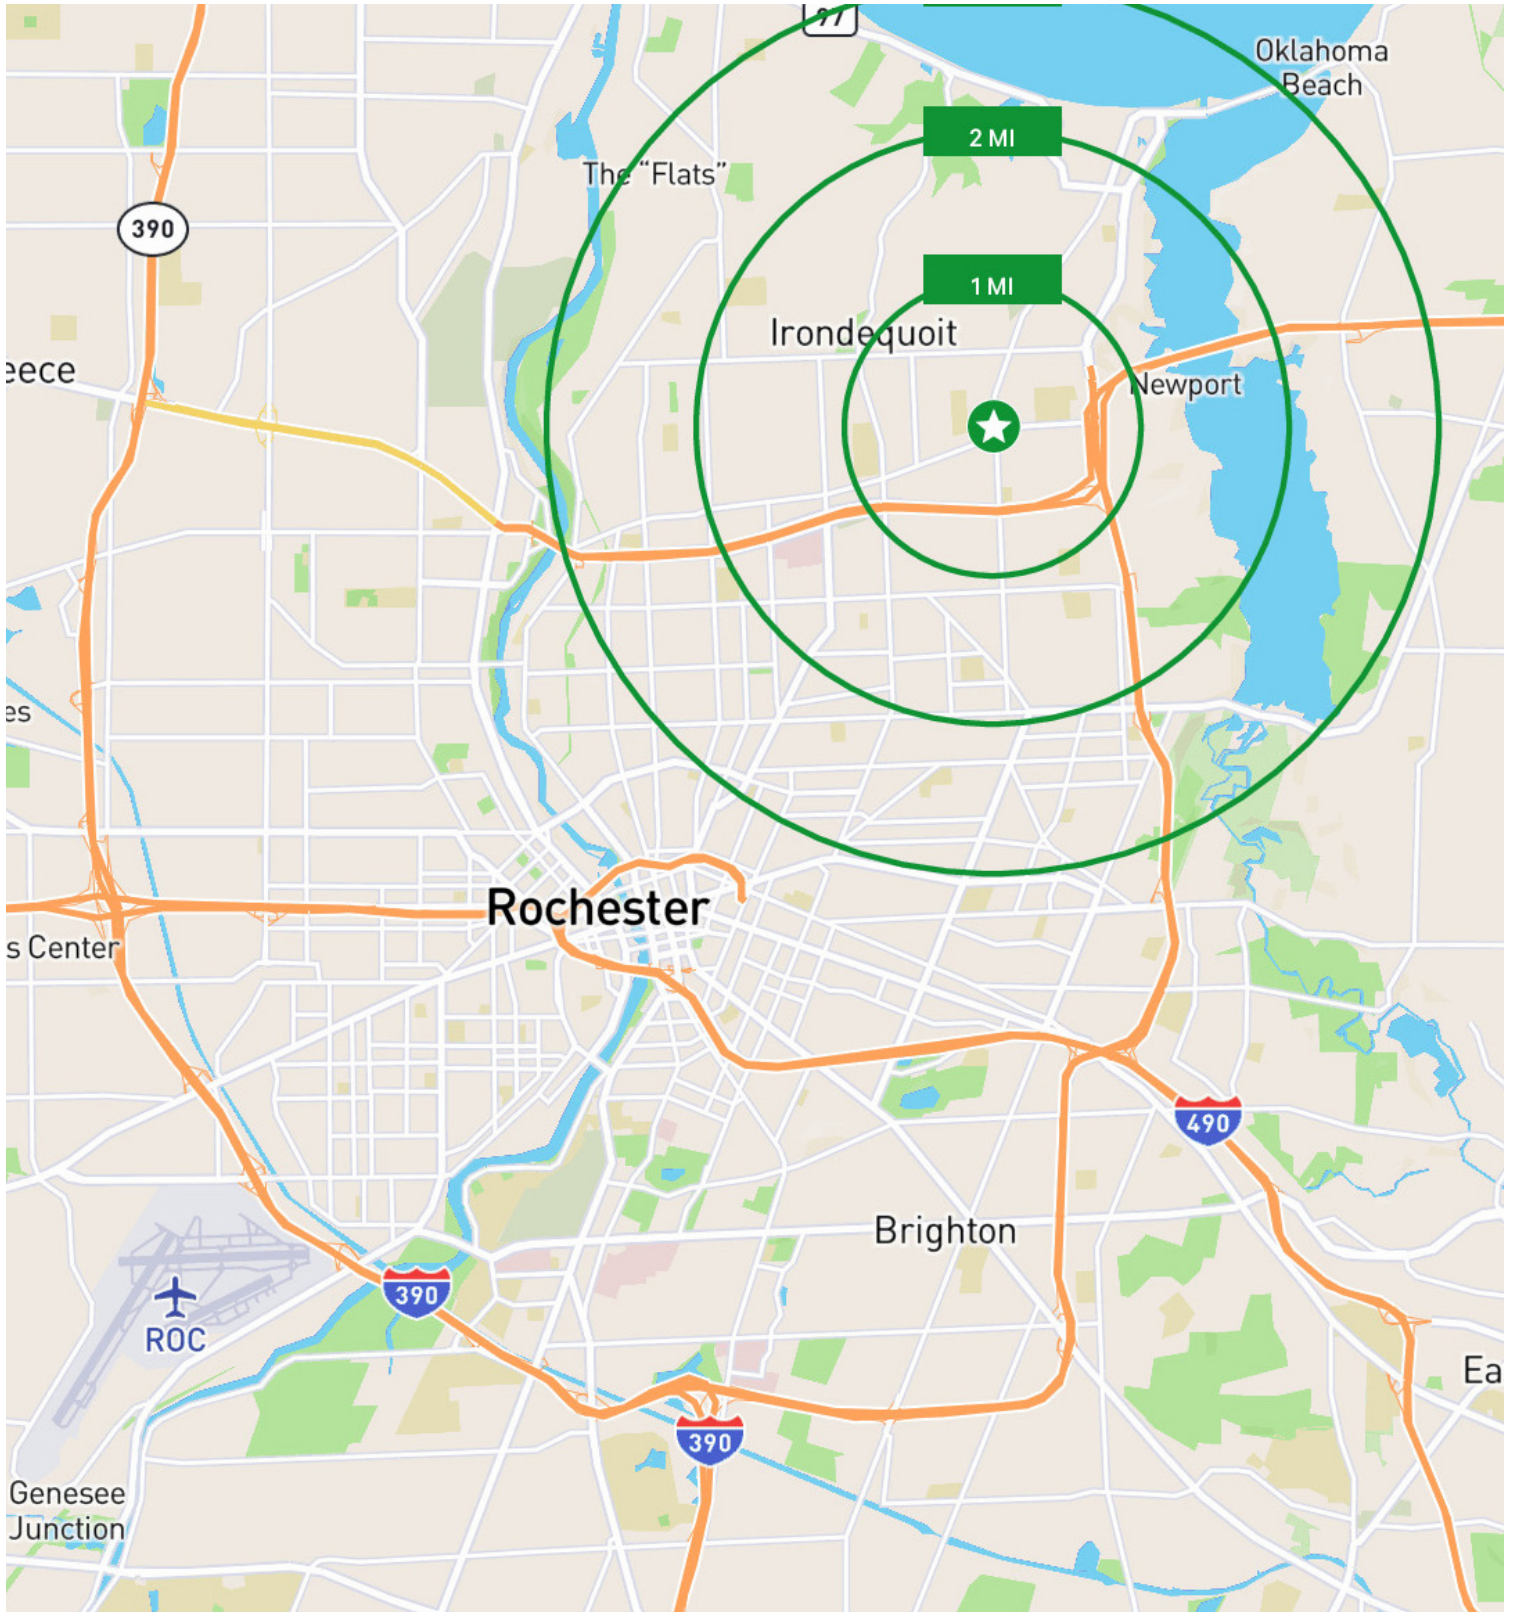 97
Oklahoma
Beach
2 MI
The "Flats"
390
1 MI
Irondequoit
eece
Newport
es
Rochester
s Center
490
Brighton
390
ROC
Ea
390
Genesee
Junction